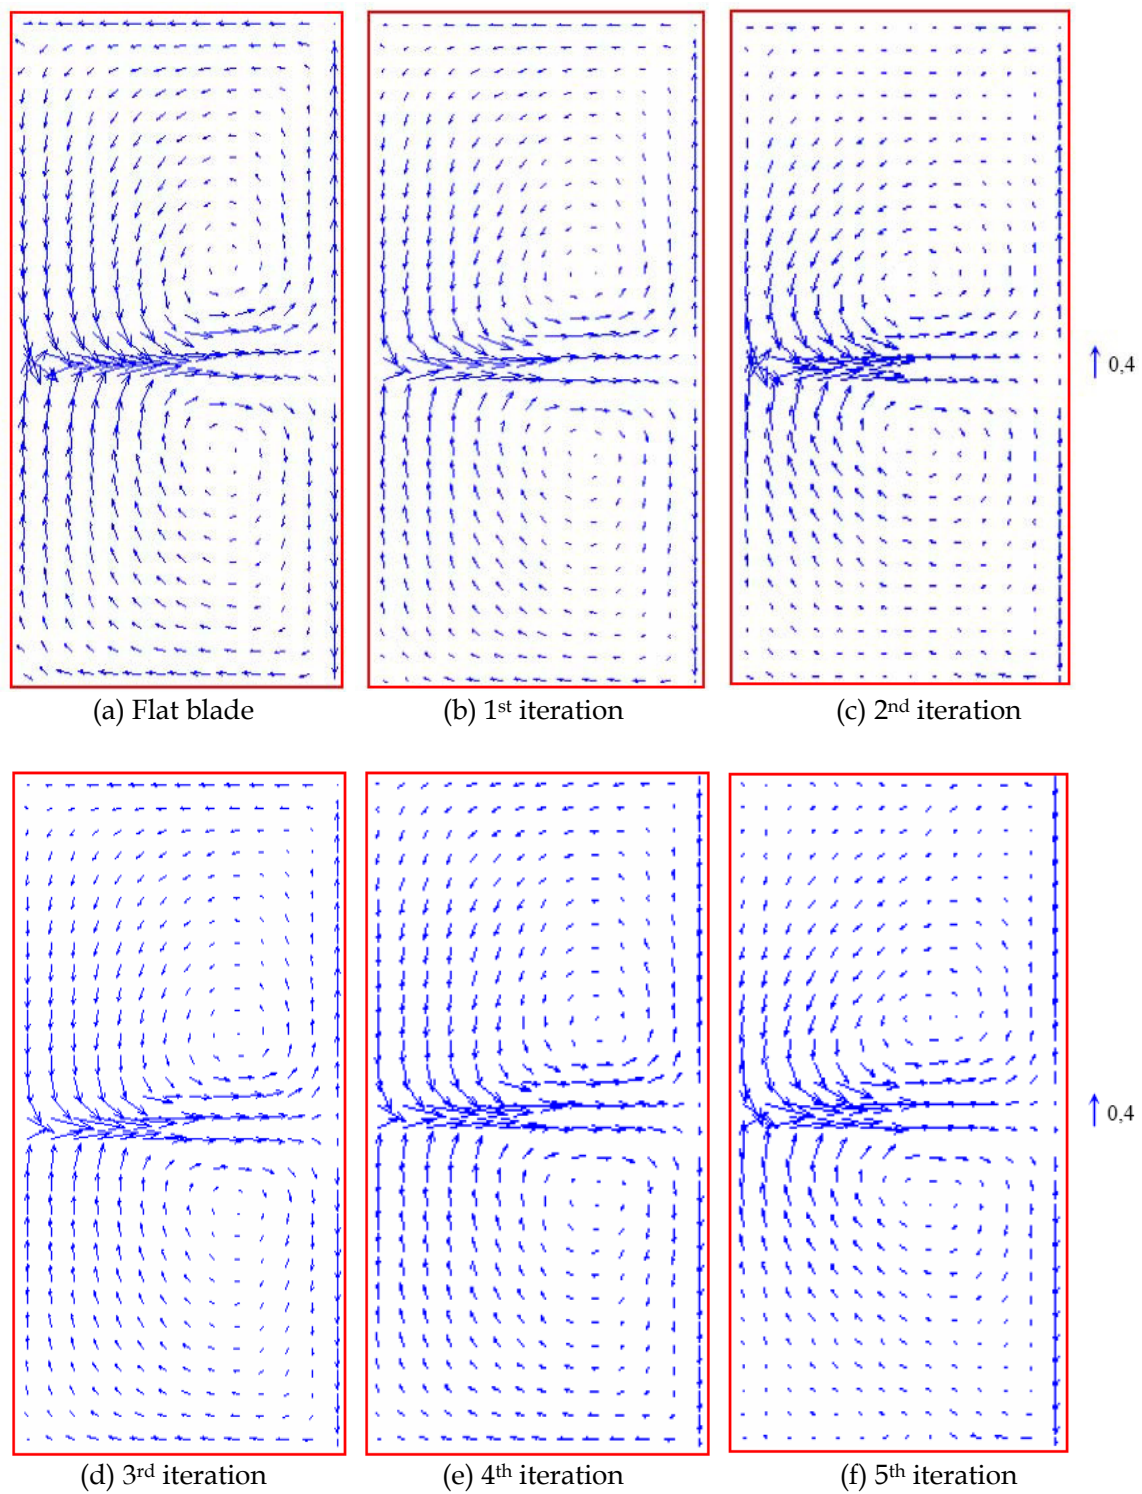 0,4
(a) Flat blade
(b) 1st iteration
(c) 2nd iteration
0,4
(d) 3rd iteration
(e) 4th iteration
(f) 5th iteration